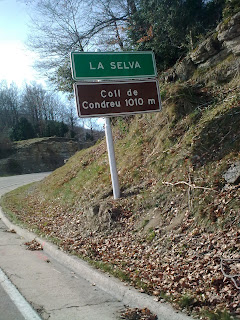 LA SELVA
Coll de
Condreu 1010 m